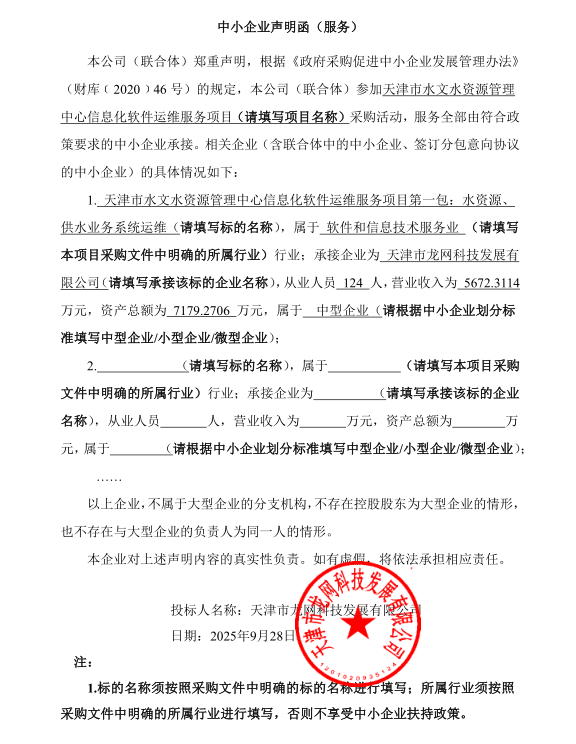 中小企业声明函（服务）
本公司（联合体）郑重声明，根据《政府采购促进中小企业发展管理办法》
（财库﹝2020﹞46 号）的规定，本公司（联合体）参加天津市水文水资源管理
中心信息化软件运维服务项目（请填写项目名称）采购活动，服务全部由符合政
策要求的中小企业承接。相关企业（含联合体中的中小企业、签订分包意向协议
的中小企业）的具体情况如下：
1. 天津市水文水资源管理中心信息化软件运维服务项目第一包：水资源、
供水业务系统运维（请填写标的名称），属于 软件和信息技术服务业 （请填写
本项目采购文件中明确的所属行业）行业；承接企业为 天津市龙网科技发展有
限公司（请填写承接该标的企业名称），从业人员 124 人，营业收入为 5672.3114
万元，资产总额为 7179.2706 万元，属于 中型企业（请根据中小企业划分标
准填写中型企业/小型企业/微型企业）；
2.____________（请填写标的名称），属于__________（请填写本项目采购
文件中明确的所属行业）行业；承接企业为_________（请填写承接该标的企业
名称），从业人员______人，营业收入为______万元，资产总额为_______万
元，属于________（请根据中小企业划分标准填写中型企业/小型企业/微型企业）；
……
以上企业，不属于大型企业的分支机构，不存在控股股东为大型企业的情形，
也不存在与大型企业的负责人为同一人的情形。
本企业对上述声明内容的真实性负责。如有虚假，将依法承担相应责任。
投标人名称：天津市龙网科技发展有限公司
日期：2025年9月28日
天津市龙网科技发展有限公司
1201020935124
注：
1.标的名称须按照采购文件中明确的标的名称进行填写；所属行业须按照
采购文件中明确的所属行业进行填写，否则不享受中小企业扶持政策。